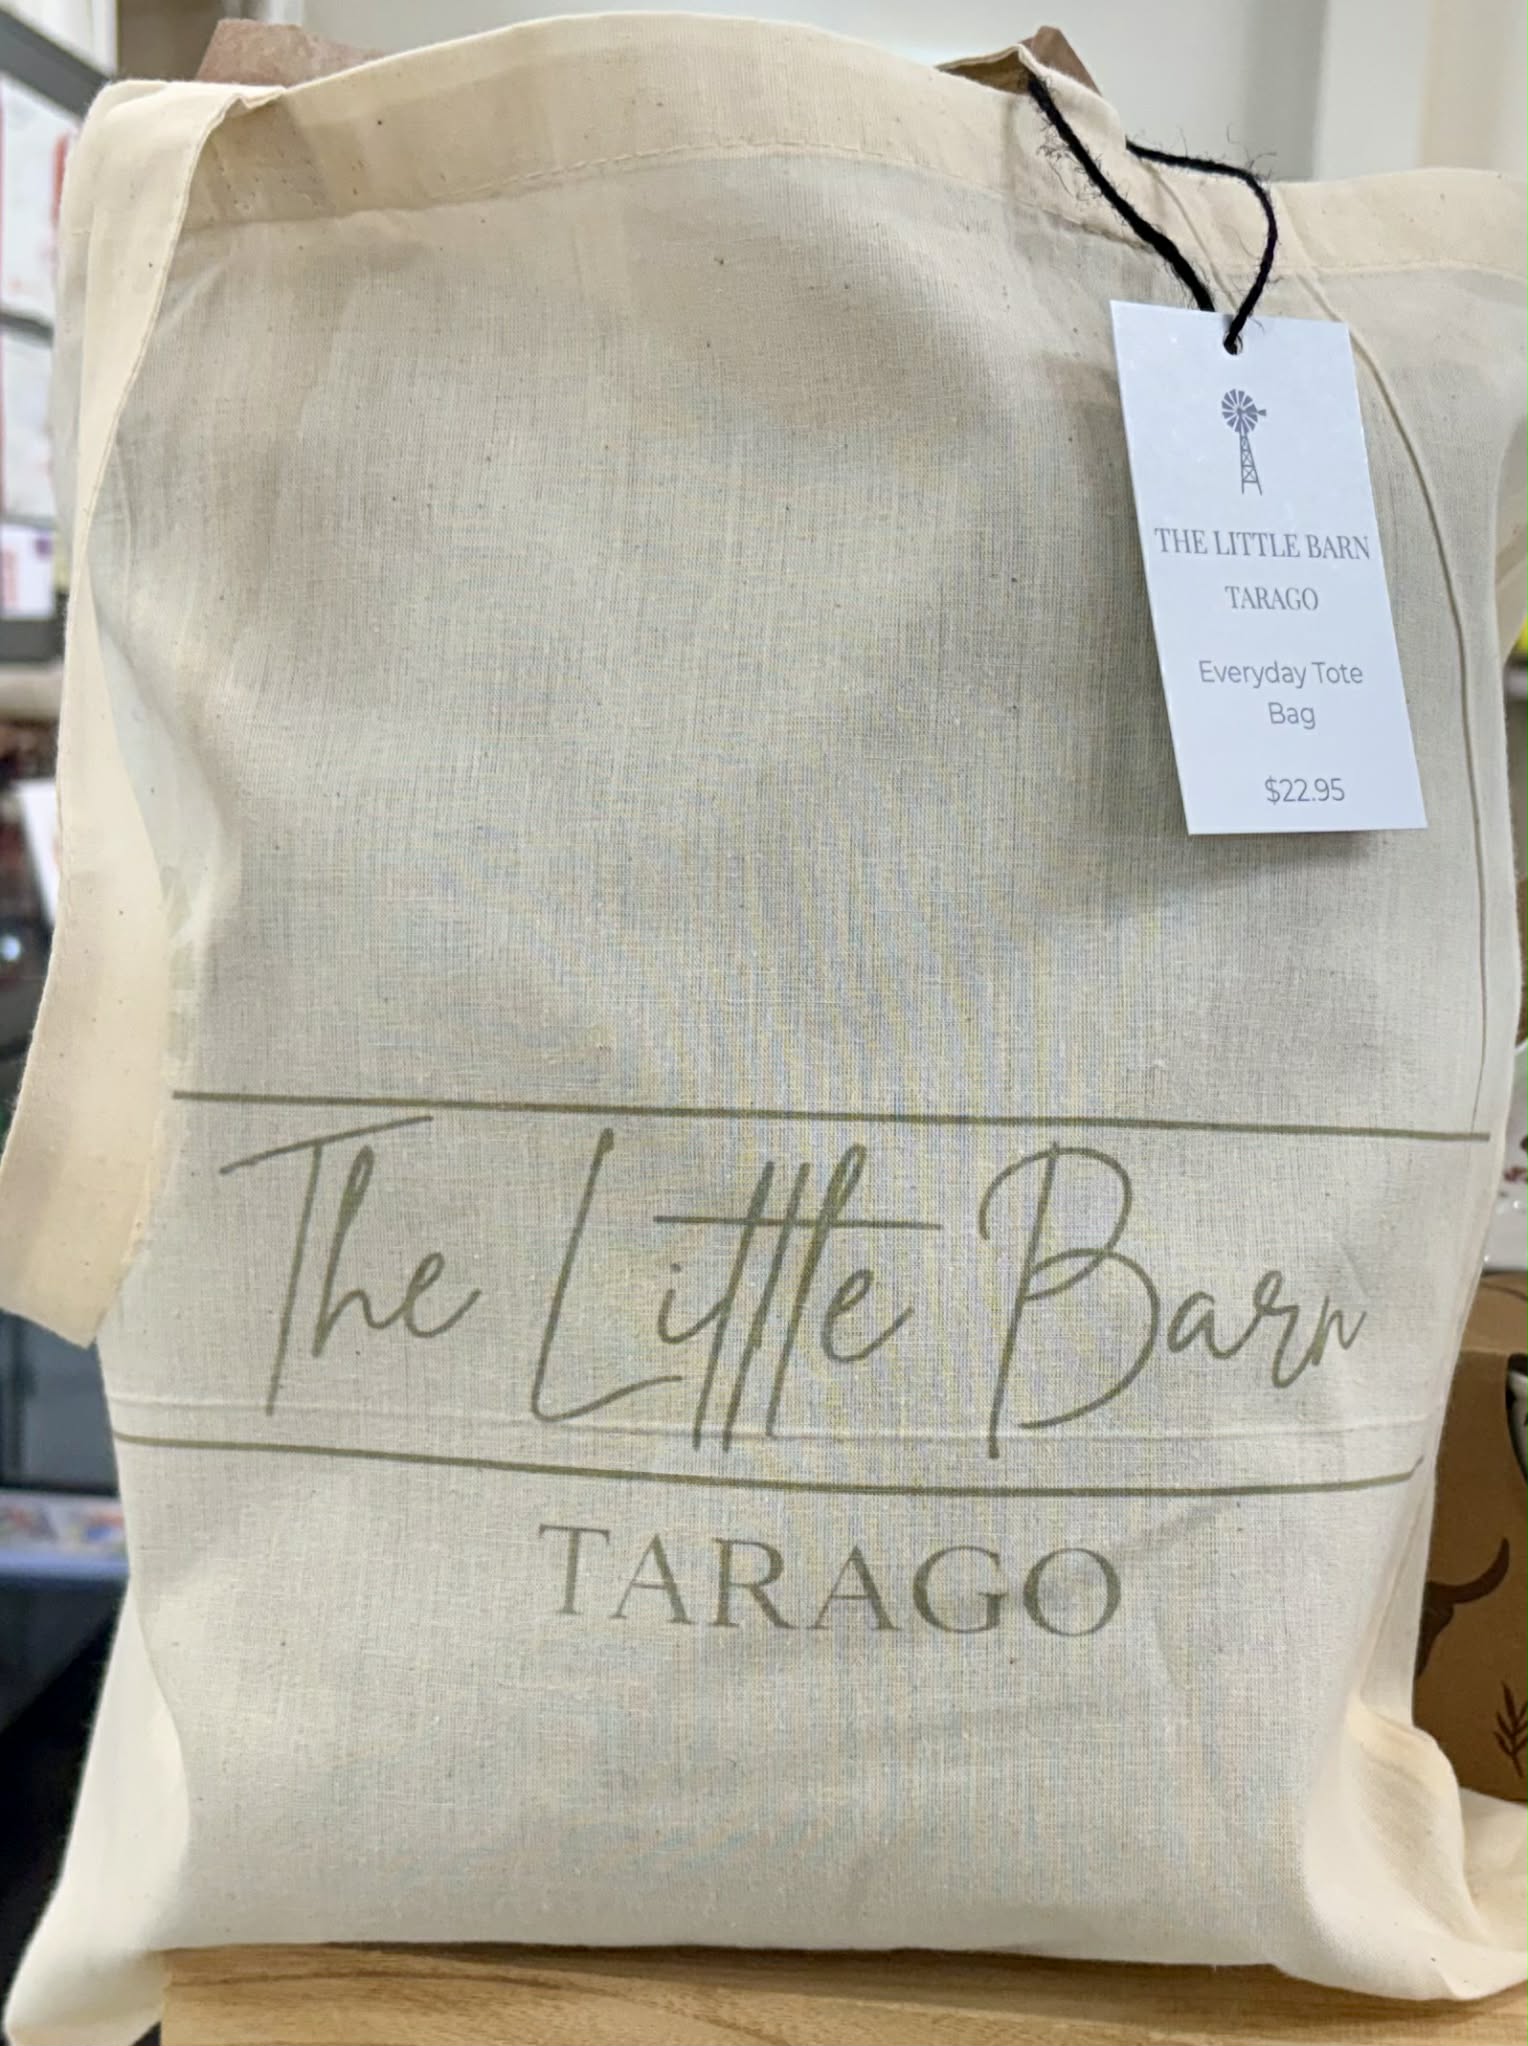 THE LITTLE BARN
TARAGO
Everyday Tote
Bag
$22.95
The Little Barn
TARAGO